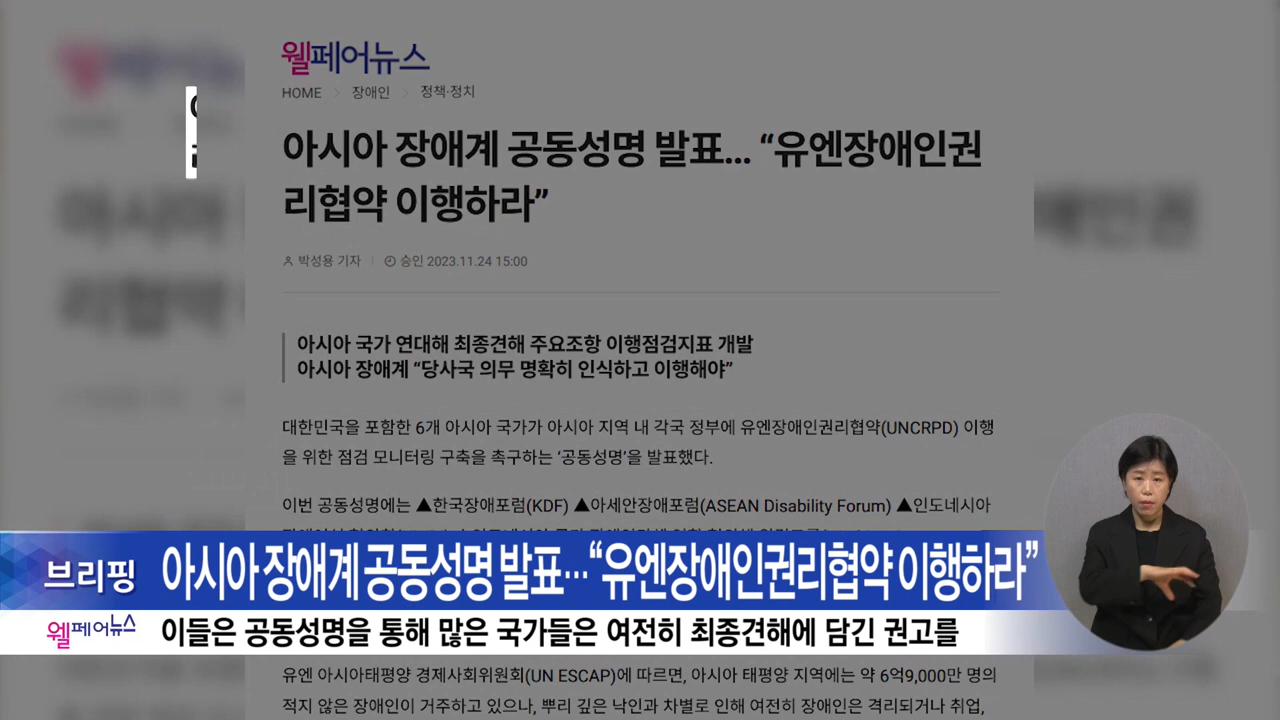 웰페어뉴스
HOME > 장애인 > 정책·정치
아시아 장애계 공동성명 발표... “유엔장애인권
리협약 이행하라”
박성용 기자 | 승인 2023.11.24 15:00
아시아 국가 연대해 최종견해 주요조항 이행점검지표 개발
아시아 장애계 “당사국 의무 명확히 인식하고 이행해야”
대한민국을 포함한 6개 아시아 국가가 아시아 지역 내 각국 정부에 유엔장애인권리협약(UNCRPD) 이행
을 위한 점검 모니터링 구축을 촉구하는 ‘공동성명’을 발표했다.
이번 공동성명에는 ▲한국장애포럼(KDF) ▲아세안장애포럼(ASEAN Disability Forum) ▲인도네시아
브리핑 아시아 장애계 공동성명 발표…“유엔장애인권리협약 이행하라”
웰페어뉴스 이들은 공동성명을 통해 많은 국가들은 여전히 최종견해에 담긴 권고를
유엔 아시아태평양 경제사회위원회(UN ESCAP)에 따르면, 아시아 태평양 지역에는 약 6억9,000만 명의
적지 않은 장애인이 거주하고 있으나, 뿌리 깊은 낙인과 차별로 인해 여전히 장애인은 격리되거나 취업,